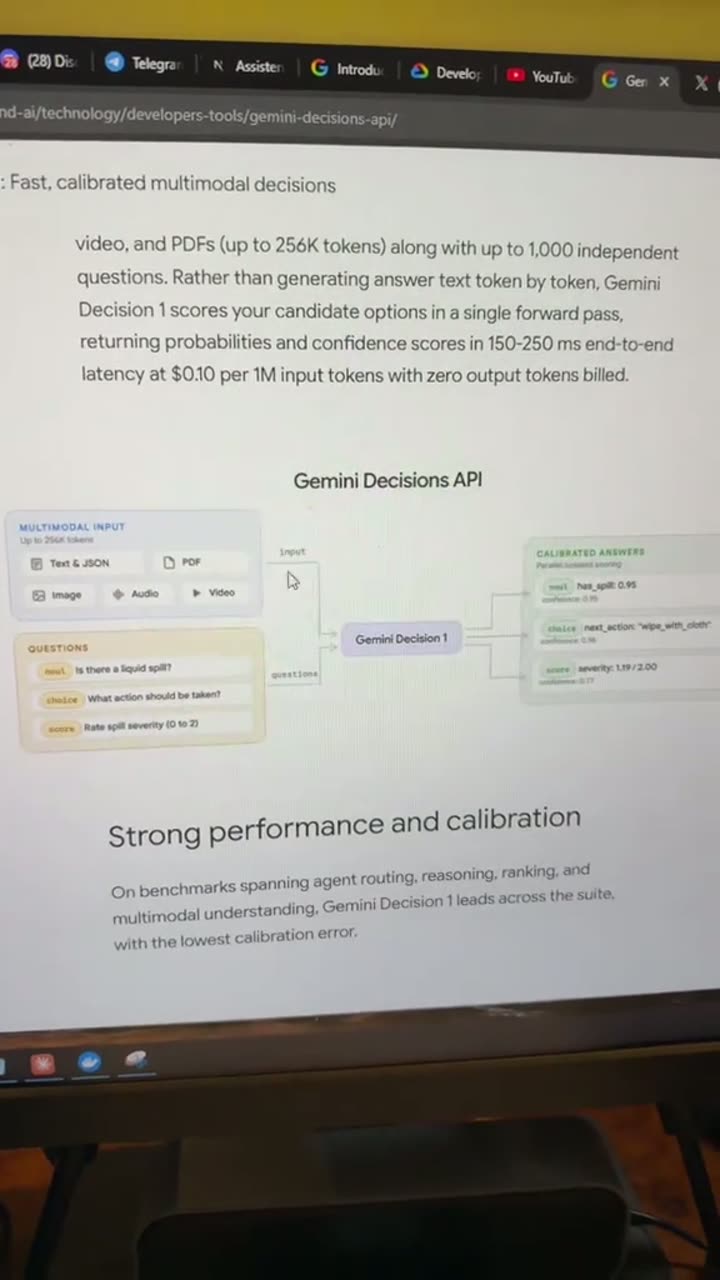 28
(28) Dis
Telegran
Assisten
Introdu
Develop
YouTub
Gen
nd-ai/technology/developers-tools/gemini-decisions-api/
: Fast, calibrated multimodal decisions
video, and PDFs (up to 256K tokens) along with up to 1,000 independent
questions. Rather than generating answer text token by token, Gemini
Decision 1 scores your candidate options in a single forward pass,
returning probabilities and confidence scores in 150-250 ms end-to-end
latency at $0.10 per 1M input tokens with zero output tokens billed.
Gemini Decisions API
MULTIMODAL INPUT
Up to 256K tokens
Text & JSON
PDF
Image
Audio
Video
QUESTIONS
Is there a liquid spill?
choice What action should be taken?
score Rate spill severity (0 to 2)
input
questions
Gemini Decision 1
CALIBRATED ANSWERS
has_spill: 0.95
choice next_action: "wipe_with_cloth"
score severity: 1.19 / 2.00
Strong performance and calibration
On benchmarks spanning agent routing, reasoning, ranking, and
multimodal understanding, Gemini Decision 1 leads across the suite,
with the lowest calibration error.